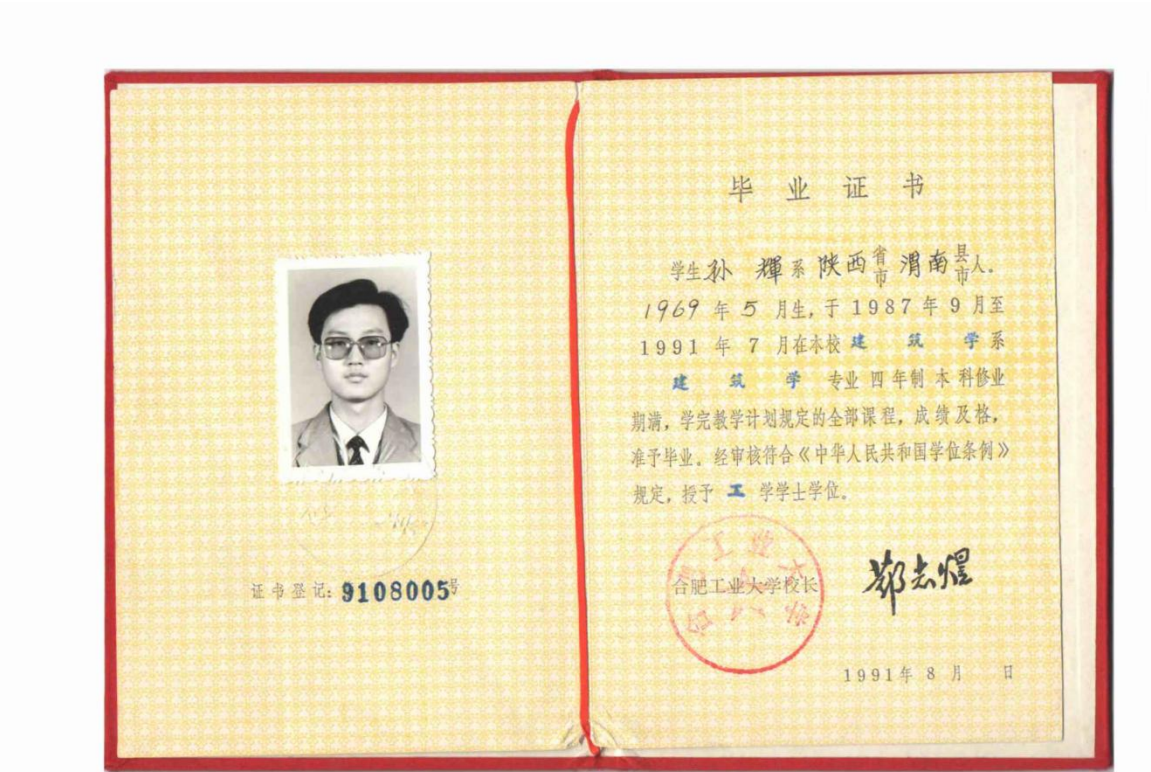 证书登记:9108005号
毕业证书
学生孙 輝系陕西省市渭南县市人。
1969年5月生,于1987年9月至
1991年7月在本校建筑学系
建筑学专业四年制本科修业
期满,学完教学计划规定的全部课程,成绩及格,
准予毕业。经审核符合《中华人民共和国学位条例》
规定,授予工学学士学位。
合肥工业大学
合肥工业大学校长
1991年8月 日